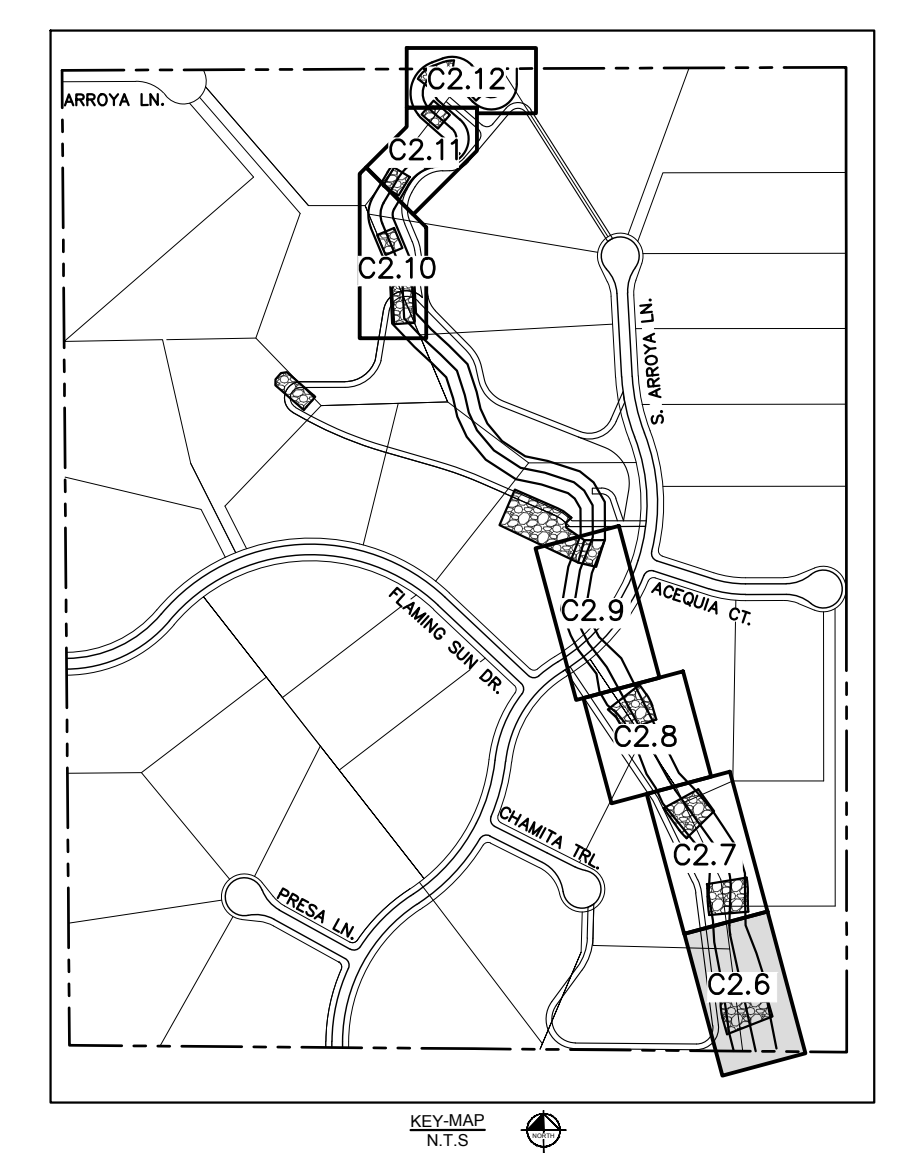 C2.12
ARROYA LN.
C2.11
C2.10
S. ARROYA LN.
C2.9
ACEQUIA CT.
FLAMING SUN DR.
C2.8
CHAMITA TRL.
C2.7
PRESA LN.
C2.6
KEY-MAP
N.T.S
NORTH